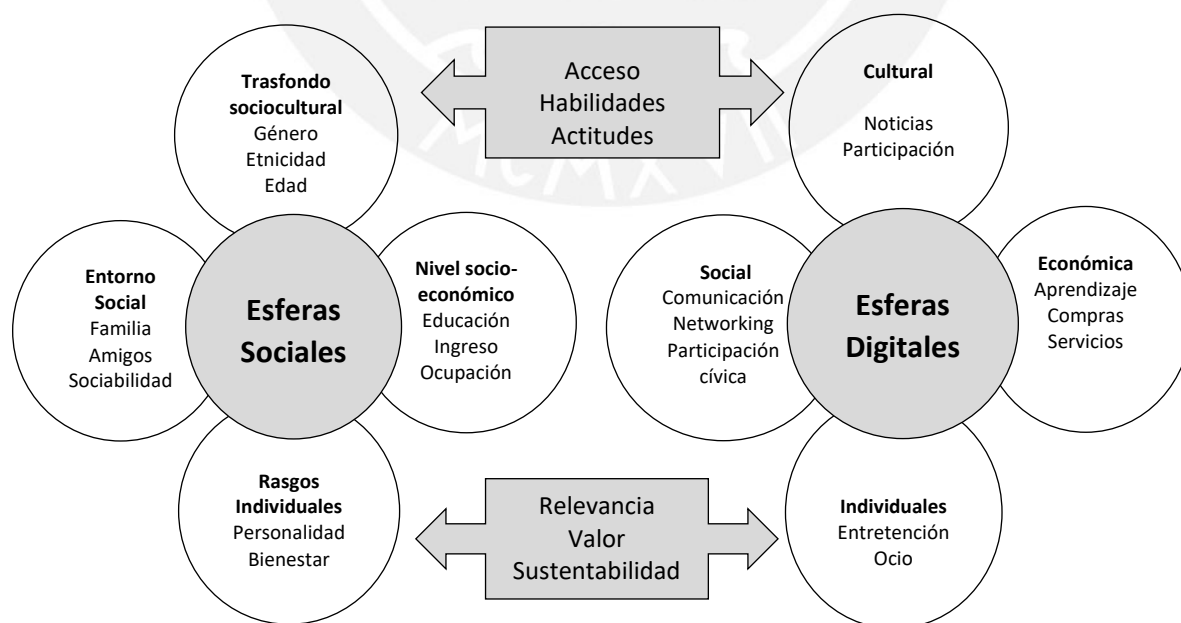 Trasfondo
sociocultural
Género
Etnicidad
Edad
Acceso
Habilidades
Actitudes
Cultural
Noticias
Participación
Entorno
Social
Familia
Amigos
Sociabilidad
Esferas
Sociales
Nivel socio-
económico
Educación
Ingreso
Ocupación
Social
Comunicación
Networking
Participación
cívica
Esferas
Digitales
Económica
Aprendizaje
Compras
Servicios
Rasgos
Individuales
Personalidad
Bienestar
Relevancia
Valor
Sustentabilidad
Individuales
Entretención
Ocio
MCMXVII